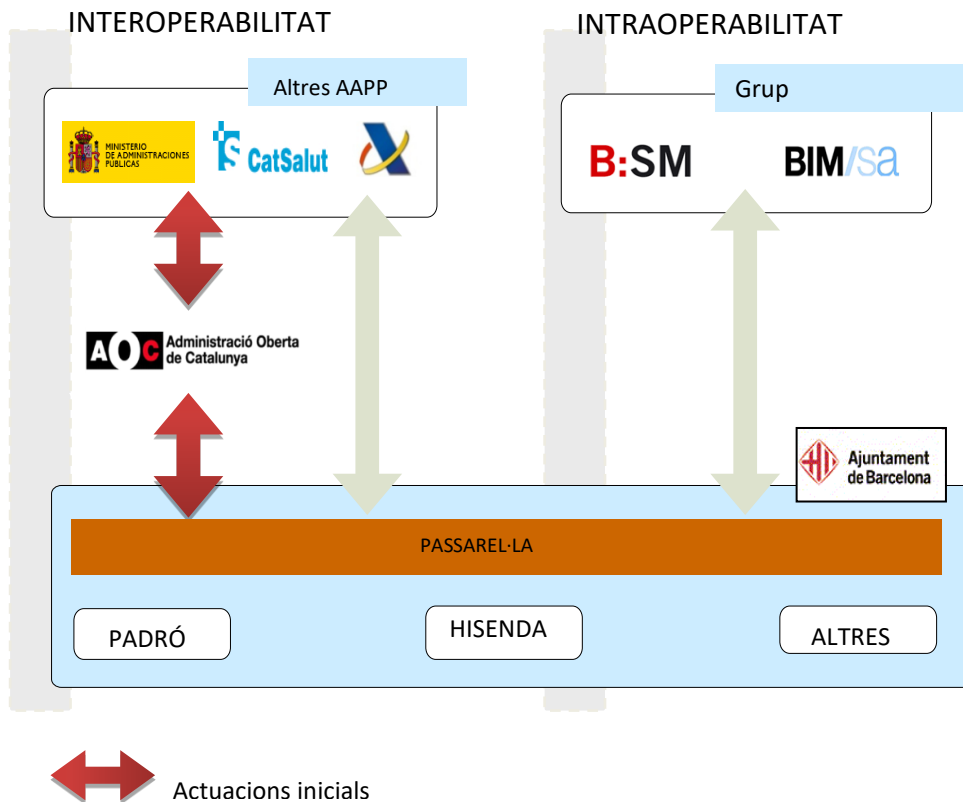 INTEROPERABILITAT
INTRAOPERABILITAT
Altres AAPP
Grup
MINISTERIO
DE ADMINISTRACIONES
PÚBLICAS
CatSalut
B:SM
BIM/sa
AOC Administració Oberta
de Catalunya
Ajuntament
de Barcelona
PASSAREL·LA
PADRÓ
HISENDA
ALTRES
Actuacions inicials